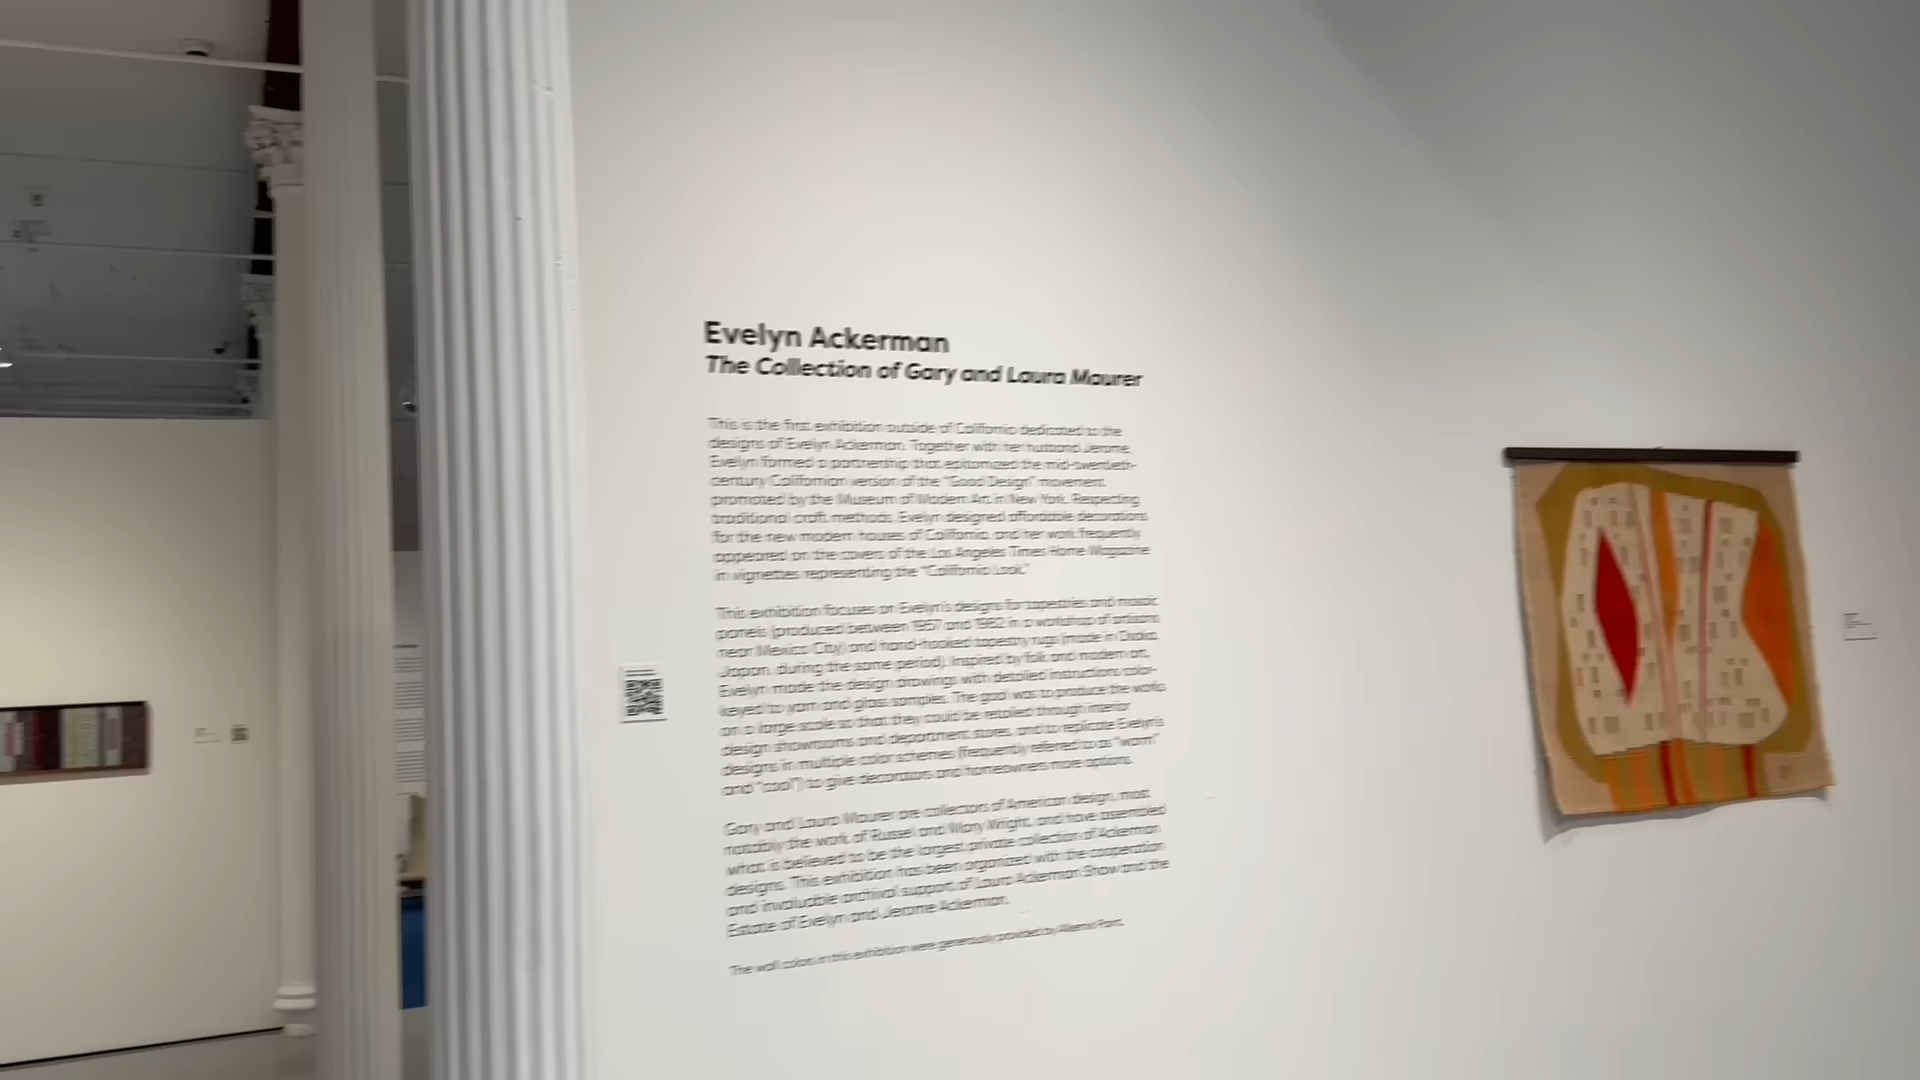 Evelyn Ackerman
The Collection of Gary and Laura Maurer
This is the first exhibition outside of California dedicated to the
designs of Evelyn Ackerman. Together with her husband Jerome,
Evelyn formed a partnership that epitomized the mid-twentieth-
century Californian version of the "Good Design" movement,
promoted by the Museum of Modern Art in New York. Respecting
traditional craft methods, Evelyn designed affordable decorations
for the new modern houses of California, and her work frequently
appeared on the covers of the Los Angeles Times Home Magazine
in vignettes representing the "California Look."
This exhibition focuses on Evelyn's designs for tapestries and mosaic
panels (produced between 1957 and 1982 in a workshop of artisans
near Mexico City) and hand-hooked tapestry rugs (made in Osaka,
Japan, during the same period). Inspired by folk and modern art,
Evelyn made the design drawings with detailed instructions color-
keyed to yarn and glass samples. The goal was to produce the works
on a large scale so that they could be retailed through interior
design showrooms and department stores, and to replicate Evelyn's
designs in multiple color schemes (frequently referred to as "warm"
and "cool") to give decorators and homeowners more options.
Gary and Laura Maurer are collectors of American design, most
notably the work of Russel and Mary Wright, and have assembled
what is believed to be the largest private collection of Ackerman
designs. This exhibition has been organized with the cooperation
and invaluable archival support of Laura Ackerman Shaw and the
Estate of Evelyn and Jerome Ackerman.
The wall colors in this exhibition were generously provided by Alkemis Paint.